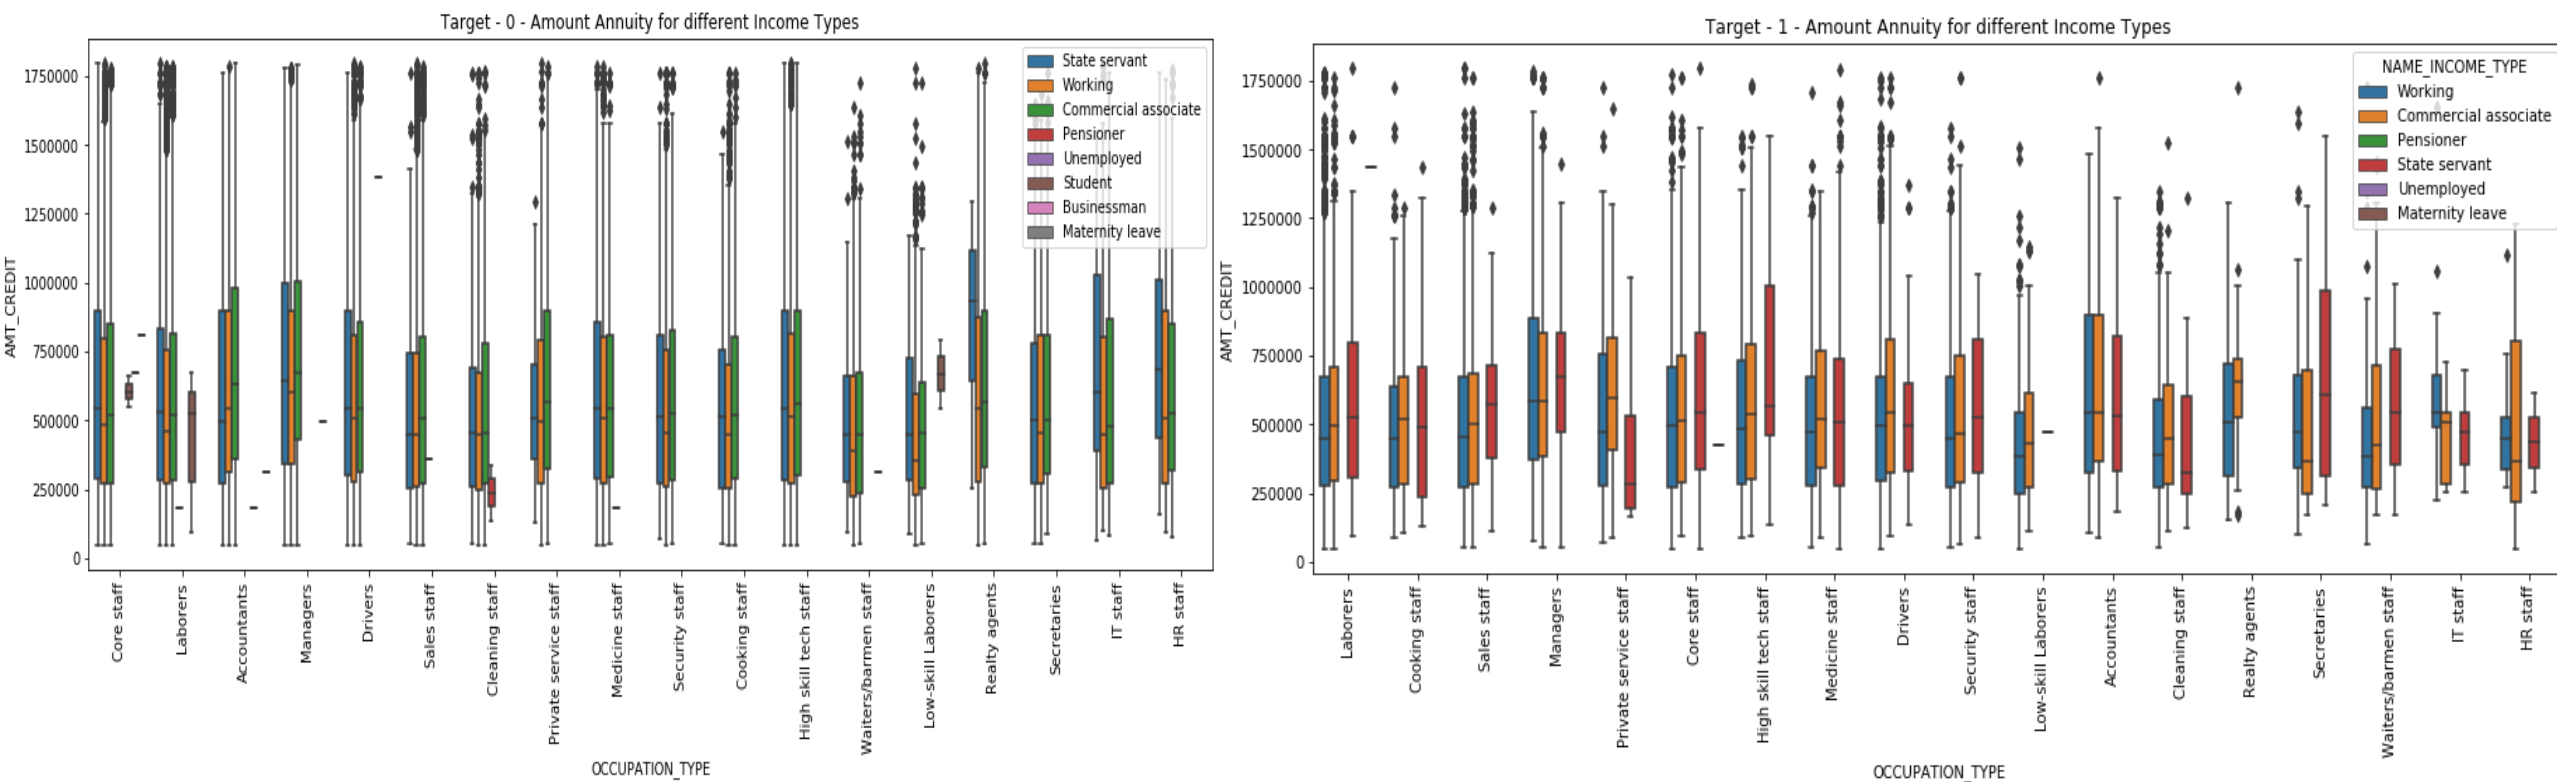 Target - 0 - Amount Annuity for different Income Types
AMT_CREDIT
1750000
1500000
1250000
1000000
750000
500000
250000
0
State servant
Working
Commercial associate
Pensioner
Unemployed
Student
Businessman
Maternity leave
Core staff
Laborers
Accountants
Managers
Drivers
Sales staff
Cleaning staff
Private service staff
Medicine staff
Security staff
Cooking staff
High skill tech staff
Waiters/barmen staff
Low-skill Laborers
Realty agents
Secretaries
IT staff
HR staff
OCCUPATION_TYPE
Target - 1 - Amount Annuity for different Income Types
AMT_CREDIT
1750000
1500000
1250000
1000000
750000
500000
250000
0
NAME_INCOME_TYPE
Working
Commercial associate
Pensioner
State servant
Unemployed
Maternity leave
Laborers
Cooking staff
Sales staff
Managers
Private service staff
Core staff
High skill tech staff
Medicine staff
Drivers
Security staff
Low-skill Laborers
Accountants
Cleaning staff
Realty agents
Secretaries
Waiters/barmen staff
IT staff
HR staff
OCCUPATION_TYPE